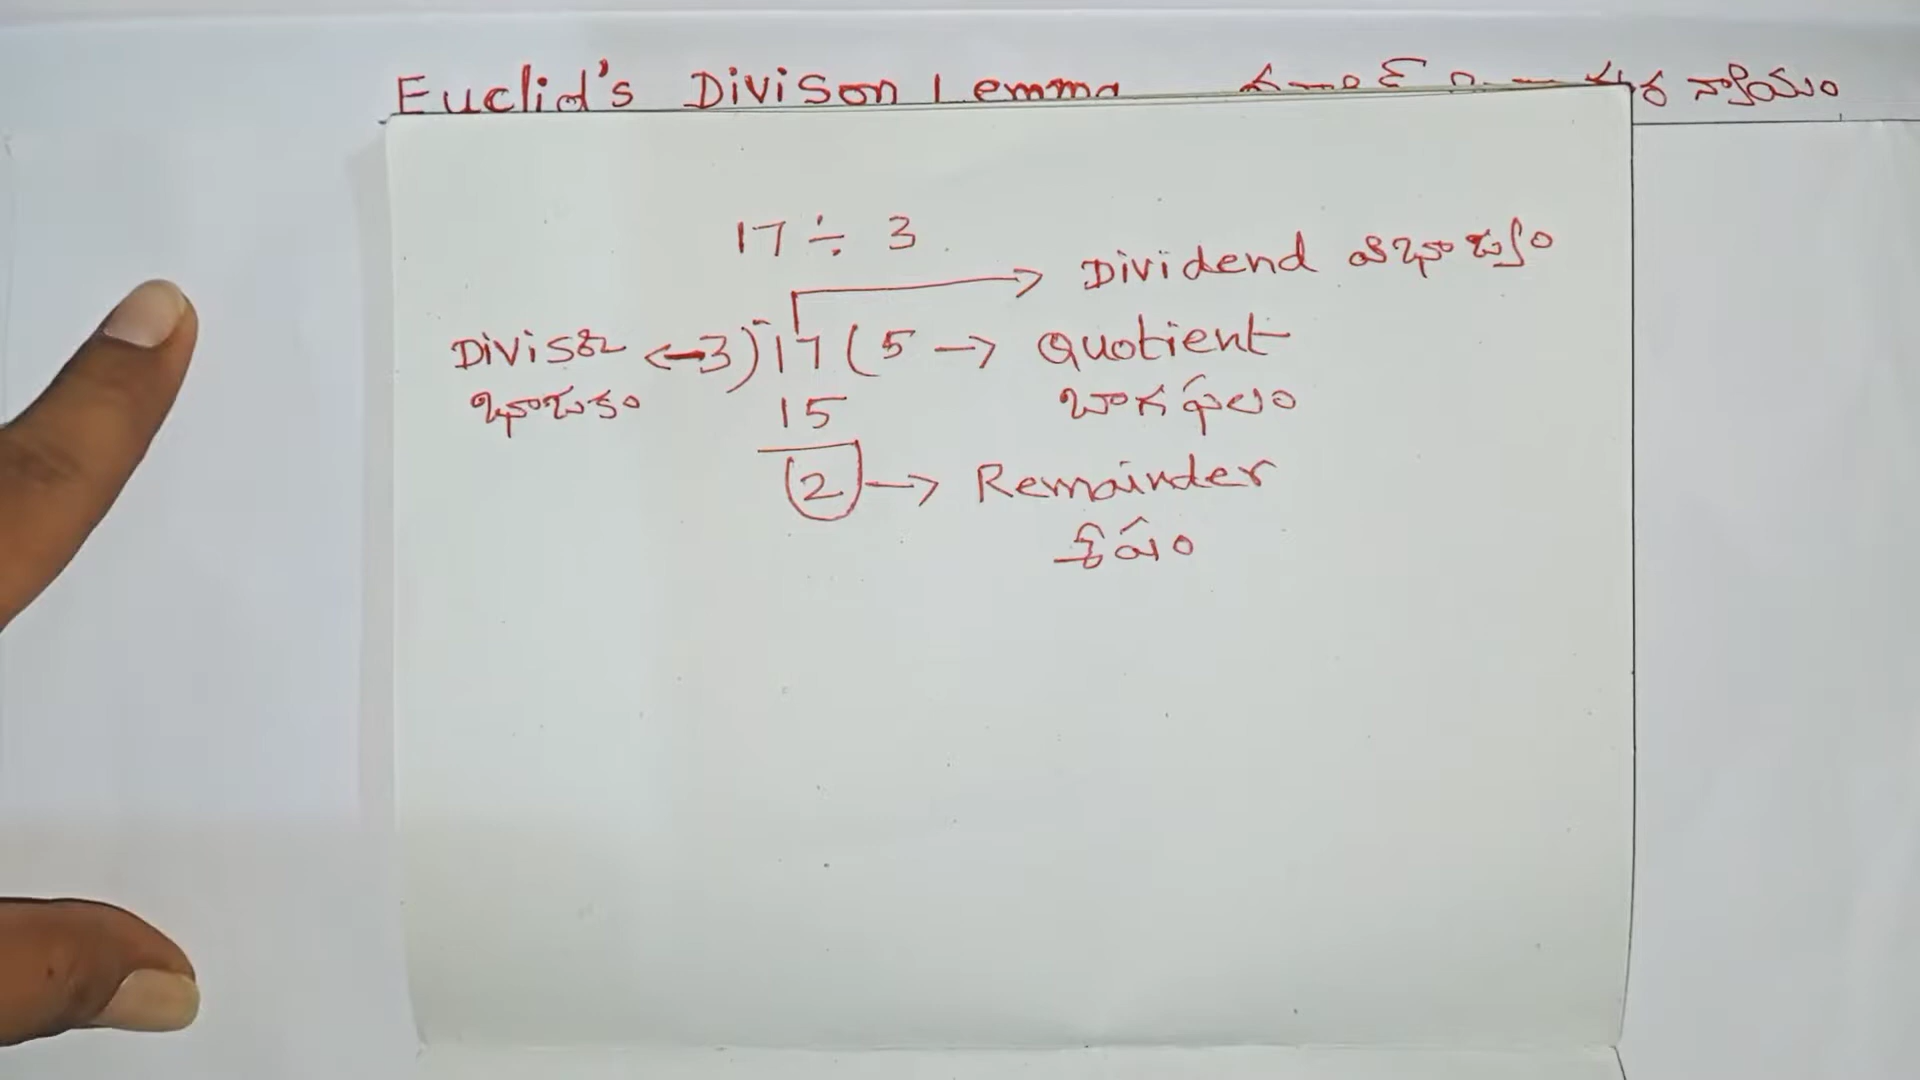 Euclid's Divison Lemma న్యాయం
17 ÷ 3
Dividend విభాజ్యం
Divisor ← 3)17(5 → Quotient
భాజకం 15 బాగఫలం
2 → Remainder
శేషం